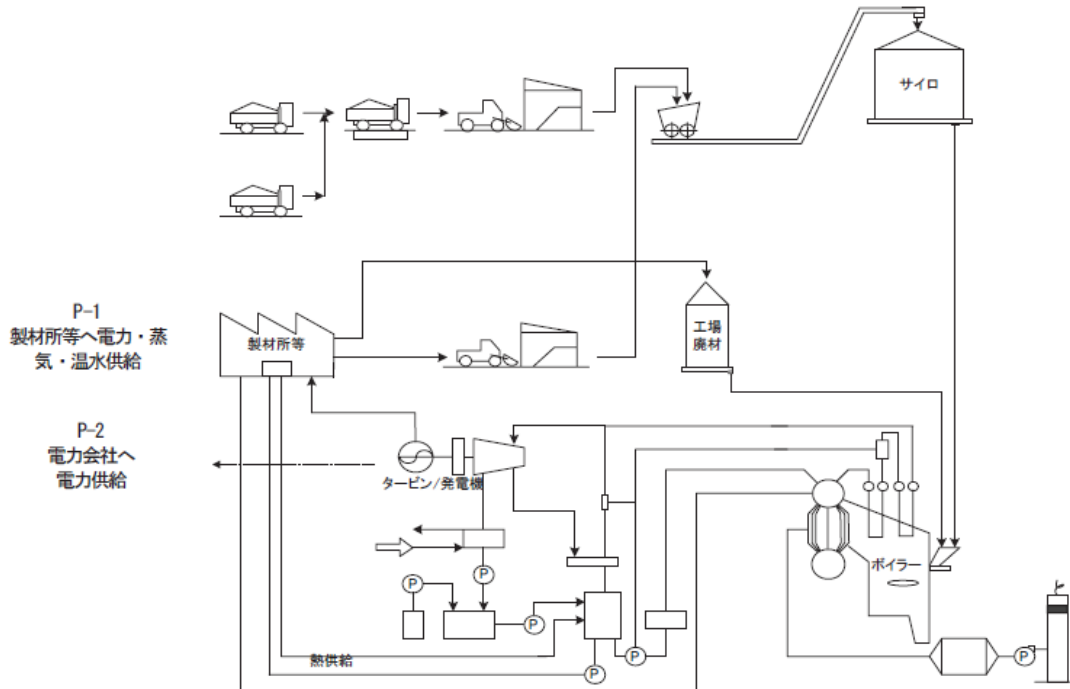 サイロ
P-1
製材所等へ電力・蒸
気・温水供給
製材所等
工場
廃材
P-2
電力会社へ
電力供給
タービン/発電機
ボイラー
P
P
P
P
P
P
熱供給